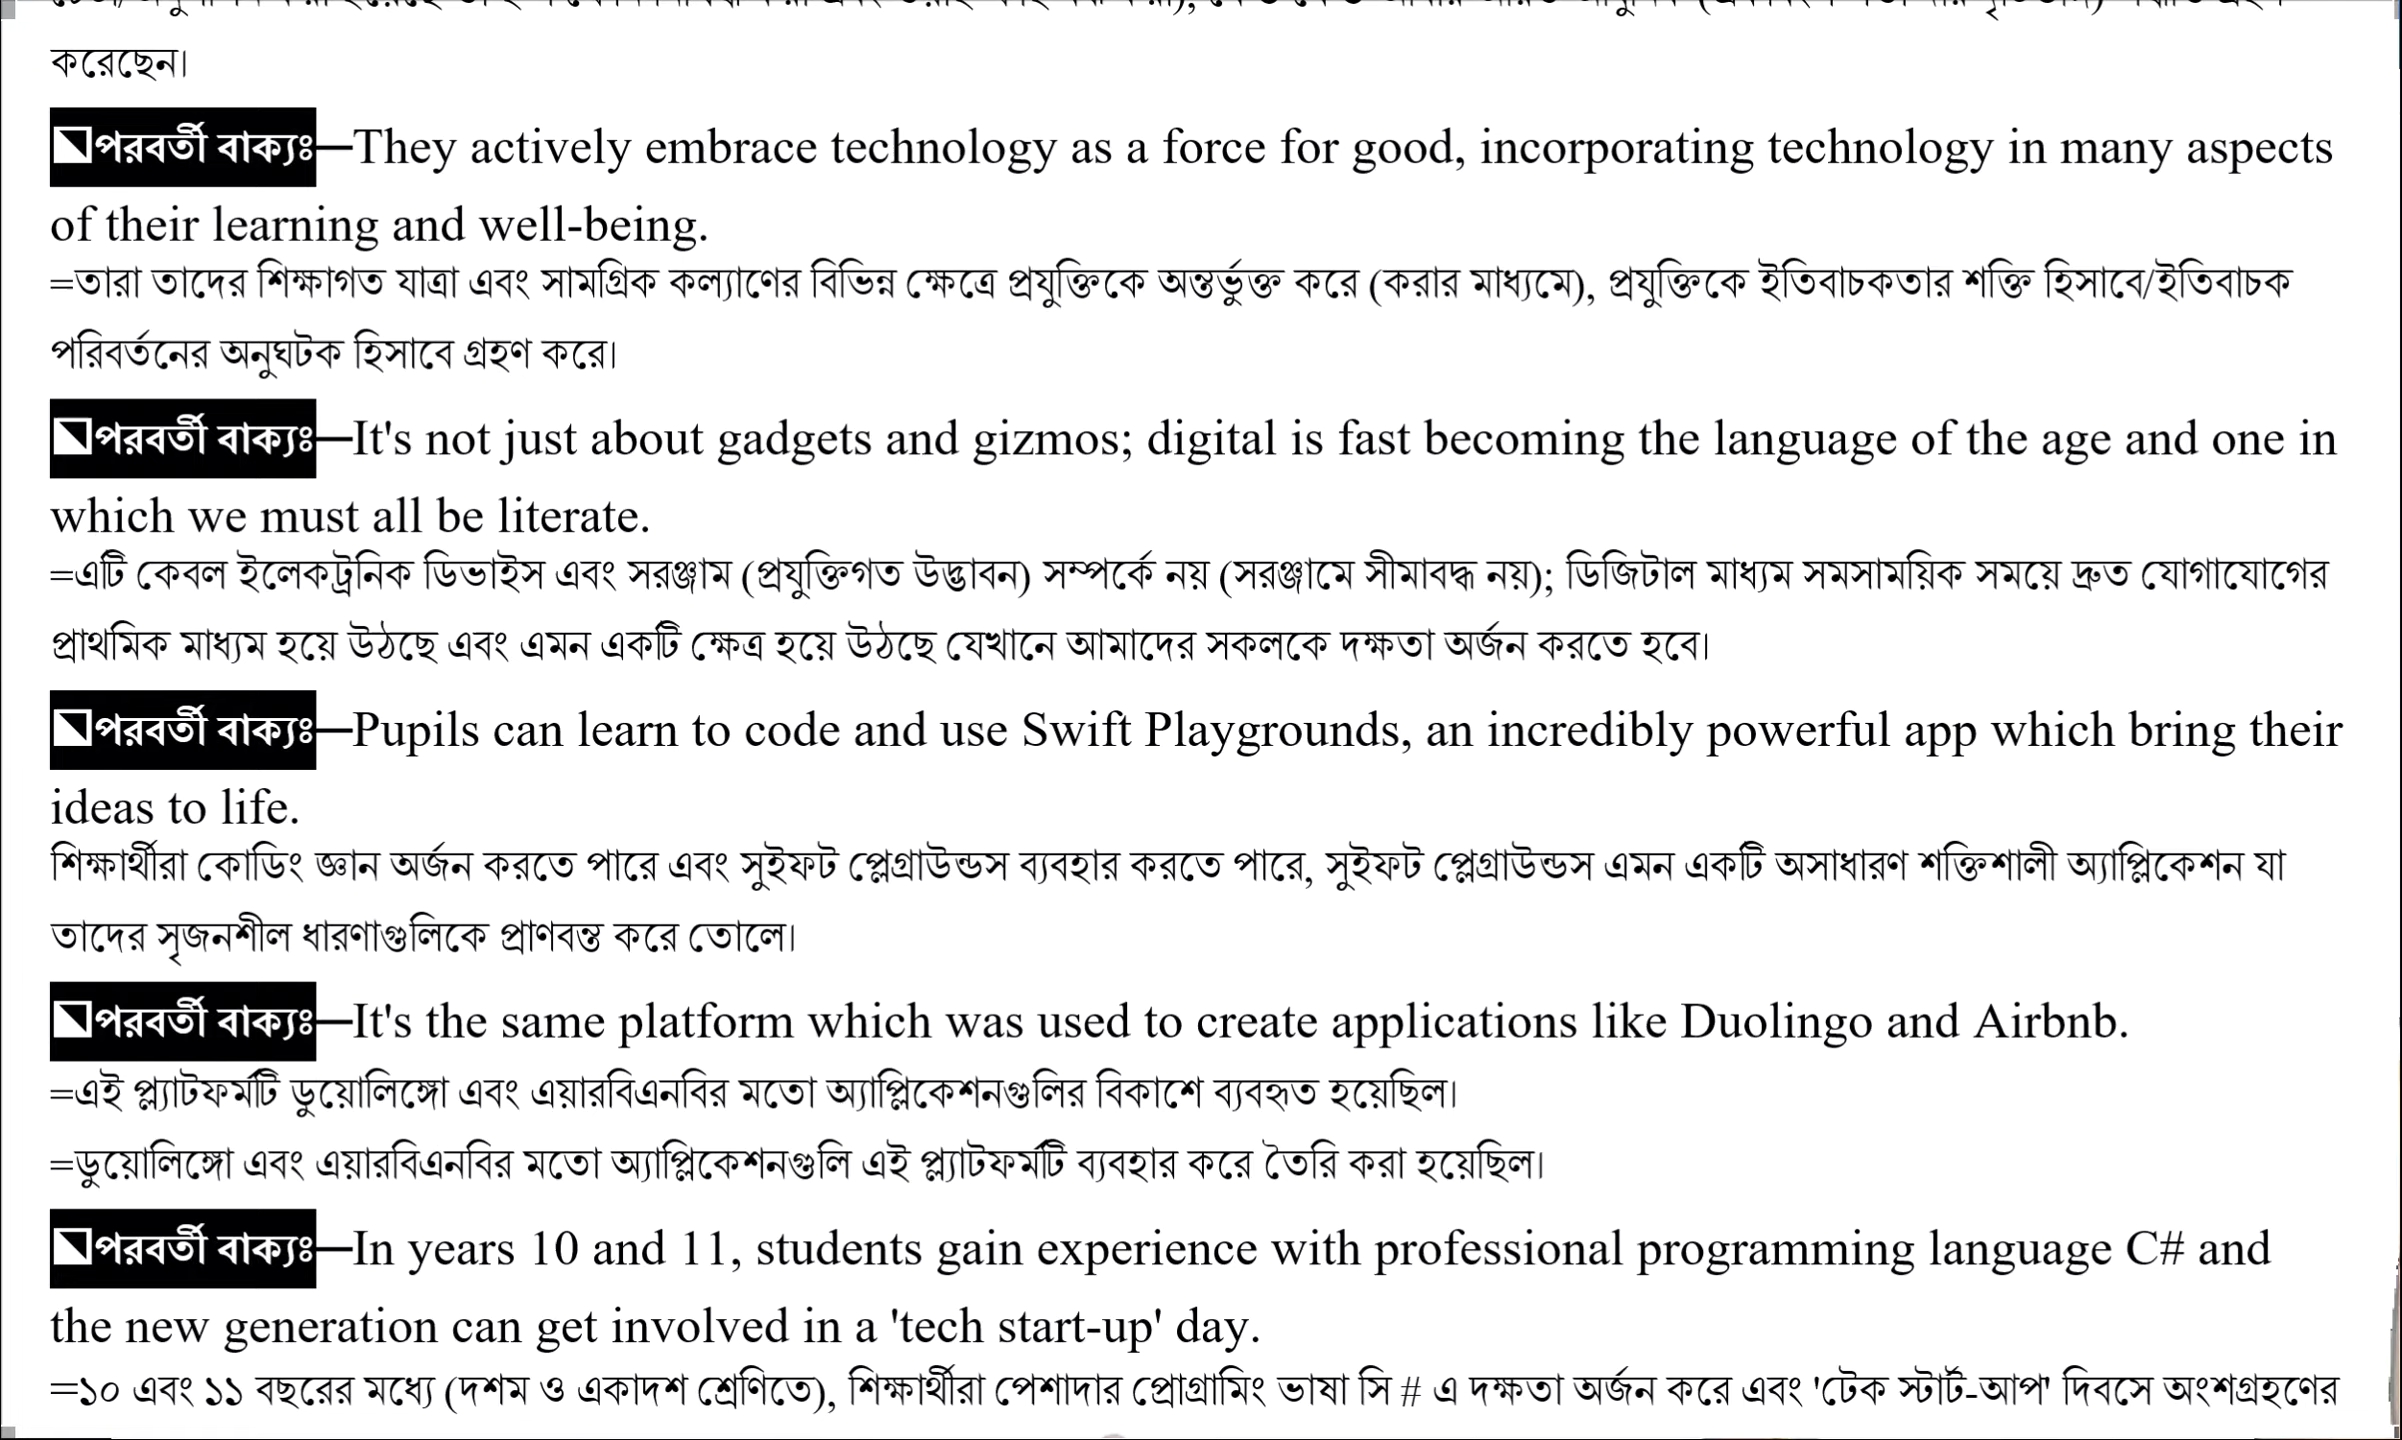 করেছেন।
পরবর্তী বাক্যঃ—They actively embrace technology as a force for good, incorporating technology in many aspects
of their learning and well-being.
=তারা তাদের শিক্ষাগত যাত্রা এবং সামগ্রিক কল্যাণের বিভিন্ন ক্ষেত্রে প্রযুক্তিকে অন্তর্ভুক্ত করে (করার মাধ্যমে), প্রযুক্তিকে ইতিবাচকতার শক্তি হিসাবে/ইতিবাচক
পরিবর্তনের অনুঘটক হিসাবে গ্রহণ করে।
পরবর্তী বাক্যঃ—It's not just about gadgets and gizmos; digital is fast becoming the language of the age and one in
which we must all be literate.
=এটি কেবল ইলেকট্রনিক ডিভাইস এবং সরঞ্জাম (প্রযুক্তিগত উদ্ভাবন) সম্পর্কে নয় (সরঞ্জামে সীমাবদ্ধ নয়); ডিজিটাল মাধ্যম সমসাময়িক সময়ে দ্রুত যোগাযোগের
প্রাথমিক মাধ্যম হয়ে উঠছে এবং এমন একটি ক্ষেত্র হয়ে উঠছে যেখানে আমাদের সকলকে দক্ষতা অর্জন করতে হবে।
পরবর্তী বাক্যঃ—Pupils can learn to code and use Swift Playgrounds, an incredibly powerful app which bring their
ideas to life.
শিক্ষার্থীরা কোডিং জ্ঞান অর্জন করতে পারে এবং সুইফট প্লেগ্রাউন্ডস ব্যবহার করতে পারে, সুইফট প্লেগ্রাউন্ডস এমন একটি অসাধারণ শক্তিশালী অ্যাপ্লিকেশন যা
তাদের সৃজনশীল ধারণাগুলিকে প্রাণবন্ত করে তোলে।
পরবর্তী বাক্যঃ—It's the same platform which was used to create applications like Duolingo and Airbnb.
=এই প্ল্যাটফর্মটি ডুয়োলিঙ্গো এবং এয়ারবিএনবির মতো অ্যাপ্লিকেশনগুলির বিকাশে ব্যবহৃত হয়েছিল।
=ডুয়োলিঙ্গো এবং এয়ারবিএনবির মতো অ্যাপ্লিকেশনগুলি এই প্ল্যাটফর্মটি ব্যবহার করে তৈরি করা হয়েছিল।
পরবর্তী বাক্যঃ—In years 10 and 11, students gain experience with professional programming language C# and
the new generation can get involved in a 'tech start-up' day.
=১০ এবং ১১ বছরের মধ্যে (দশম ও একাদশ শ্রেণিতে), শিক্ষার্থীরা পেশাদার প্রোগ্রামিং ভাষা সি # এ দক্ষতা অর্জন করে এবং 'টেক স্টার্ট-আপ' দিবসে অংশগ্রহণের